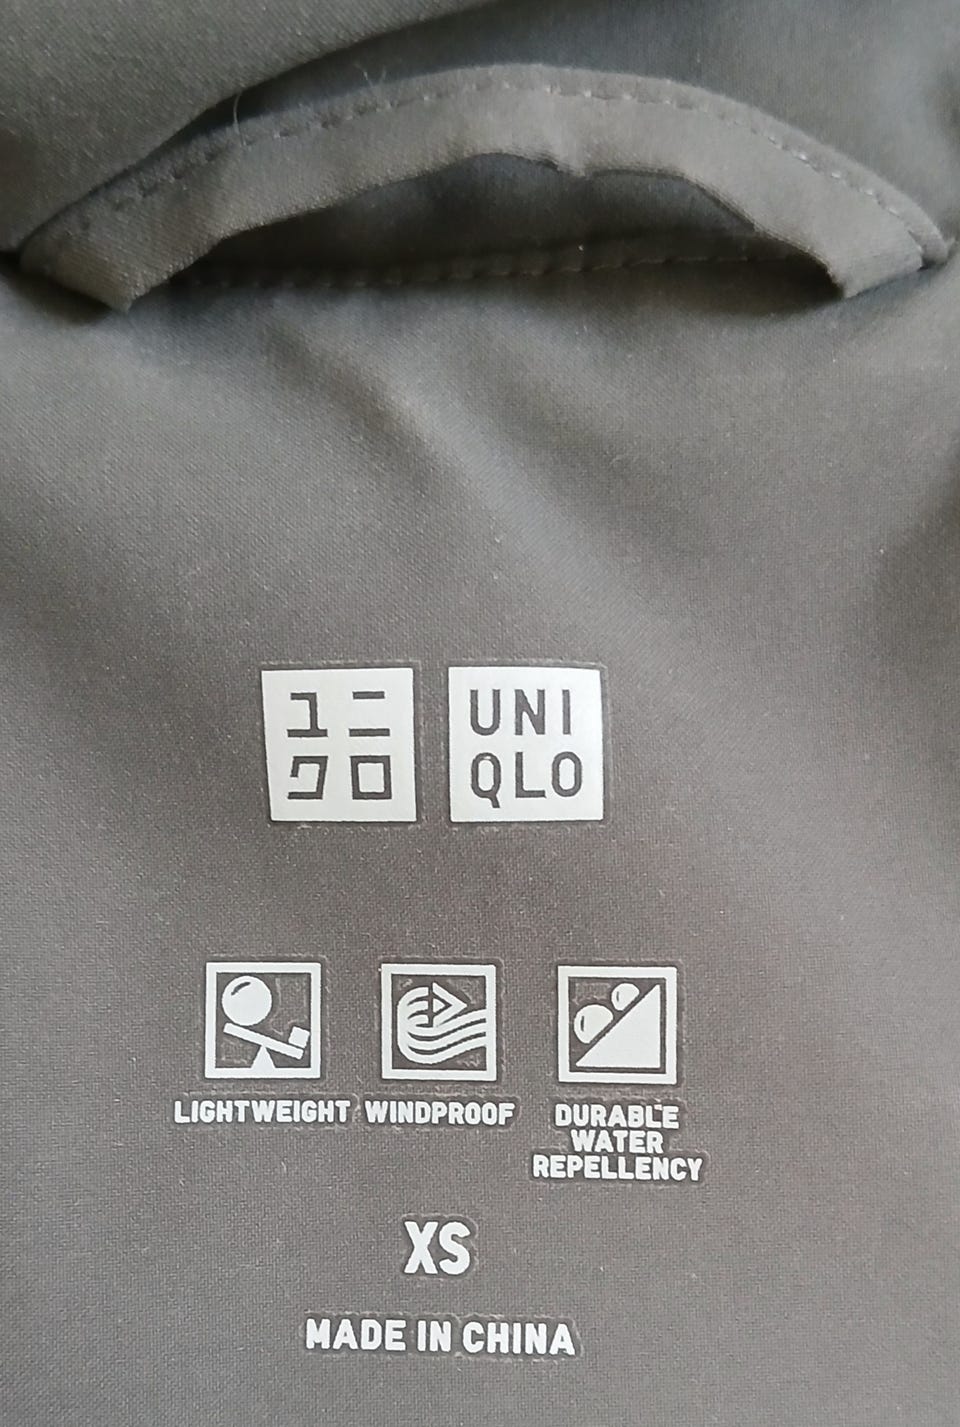 ユニ
クロ
UNI
QLO
LIGHTWEIGHT
WINDPROOF
DURABLE
WATER
REPELLENCY
XS
MADE IN CHINA